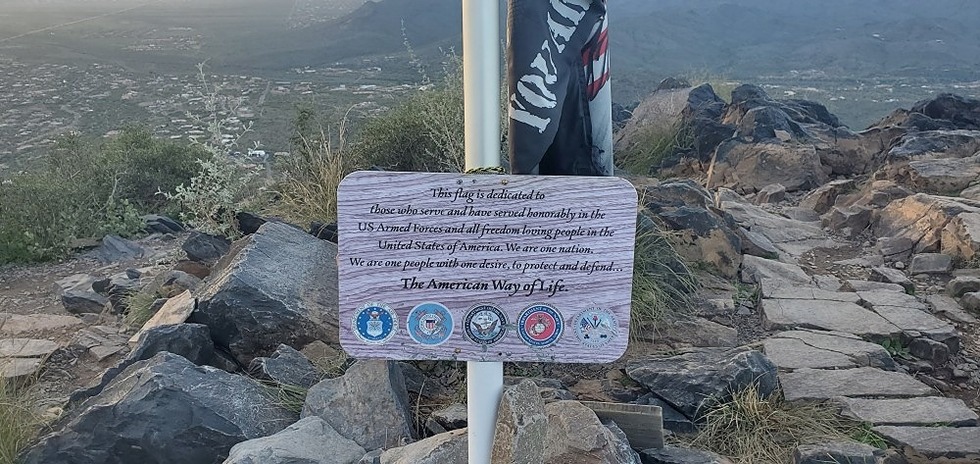 POW★MIA
This flag is dedicated to
those who serve and have served honorably in the
US Armed Forces and all freedom loving people in the
United States of America. We are one nation.
We are one people with one desire, to protect and defend...
The American Way of Life.